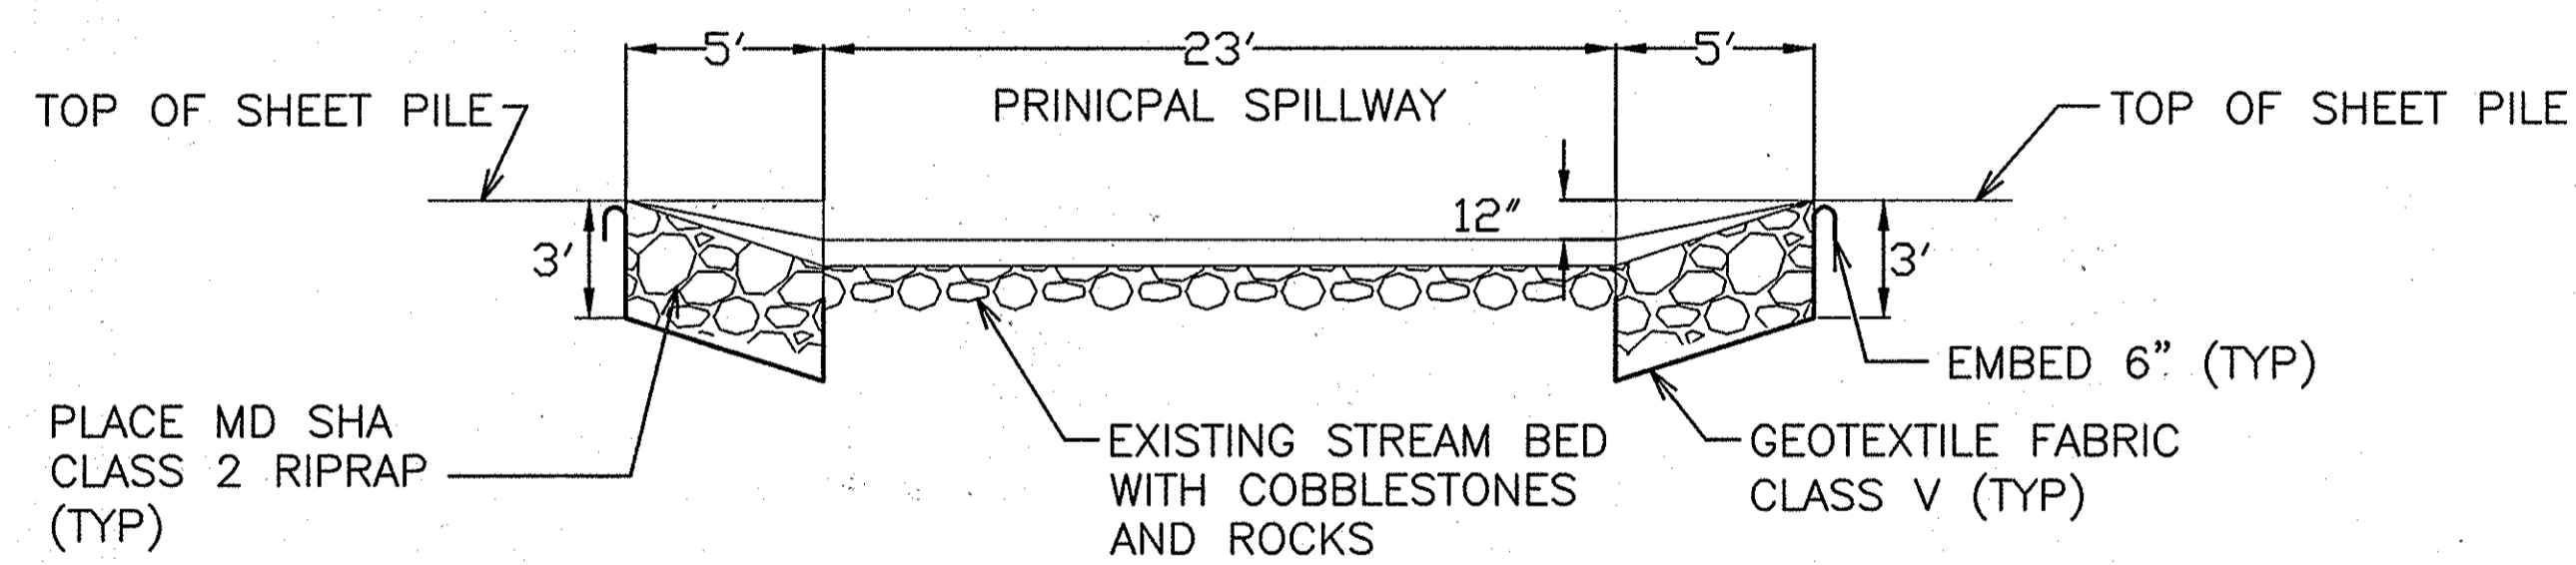 5'
23'
5'
TOP OF SHEET PILE
PRINICPAL SPILLWAY
TOP OF SHEET PILE
12"
3'
3'
EMBED 6" (TYP)
PLACE MD SHA
CLASS 2 RIPRAP
(TYP)
EXISTING STREAM BED
WITH COBBLESTONES
AND ROCKS
GEOTEXTILE FABRIC
CLASS V (TYP)